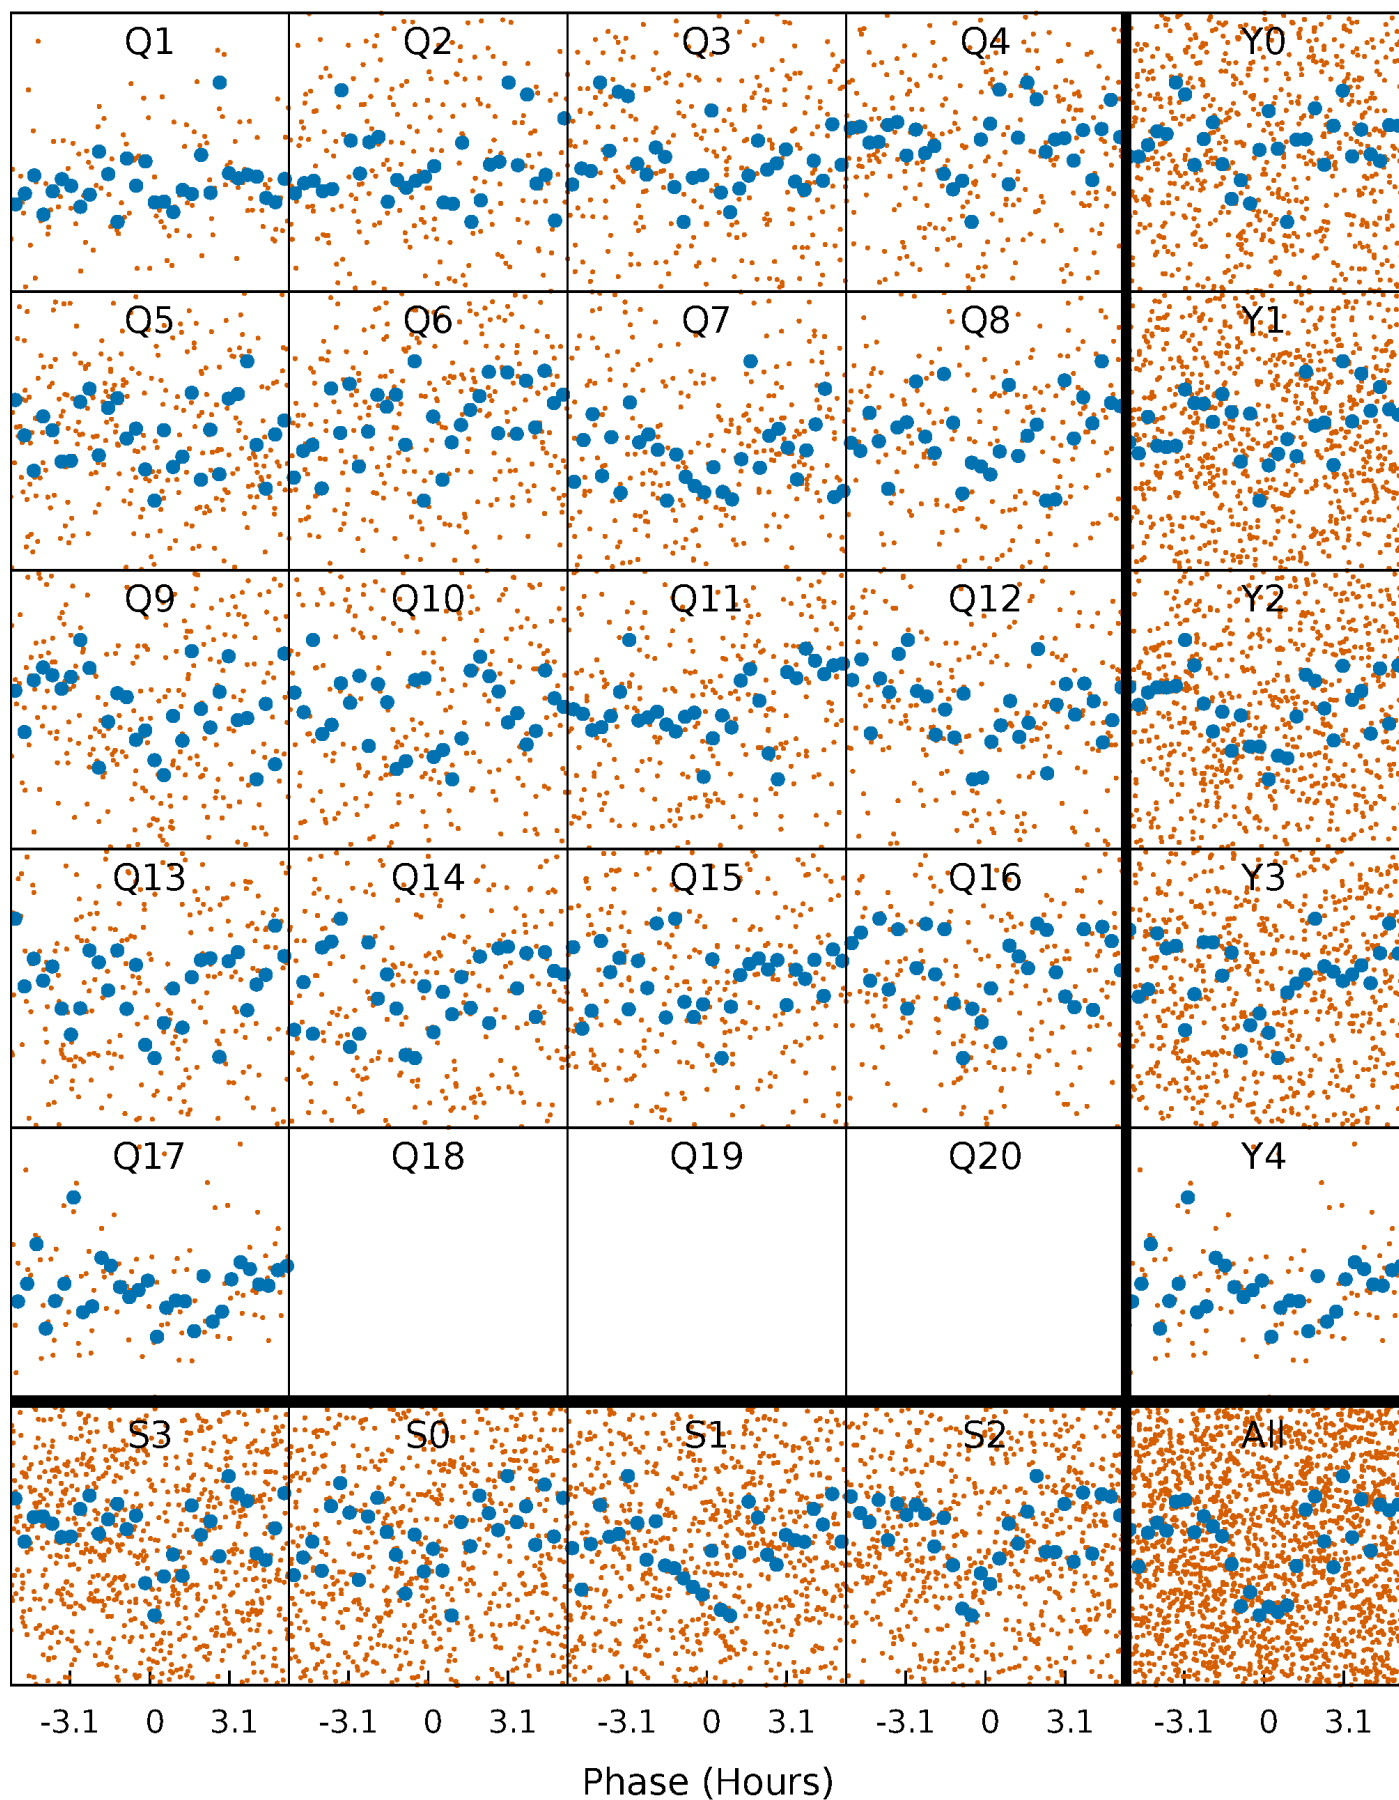 Q1 Q2 Q3 Q4 Y0
Q5 Q6 Q7 Q8 Y1
Q9 Q10 Q11 Q12 Y2
Q13 Q14 Q15 Q16 Y3
Q17 Q18 Q19 Q20 Y4
S3 S0 S1 S2 All
-3.1 0 3.1 -3.1 0 3.1 -3.1 0 3.1 -3.1 0 3.1 -3.1 0 3.1
Phase (Hours)